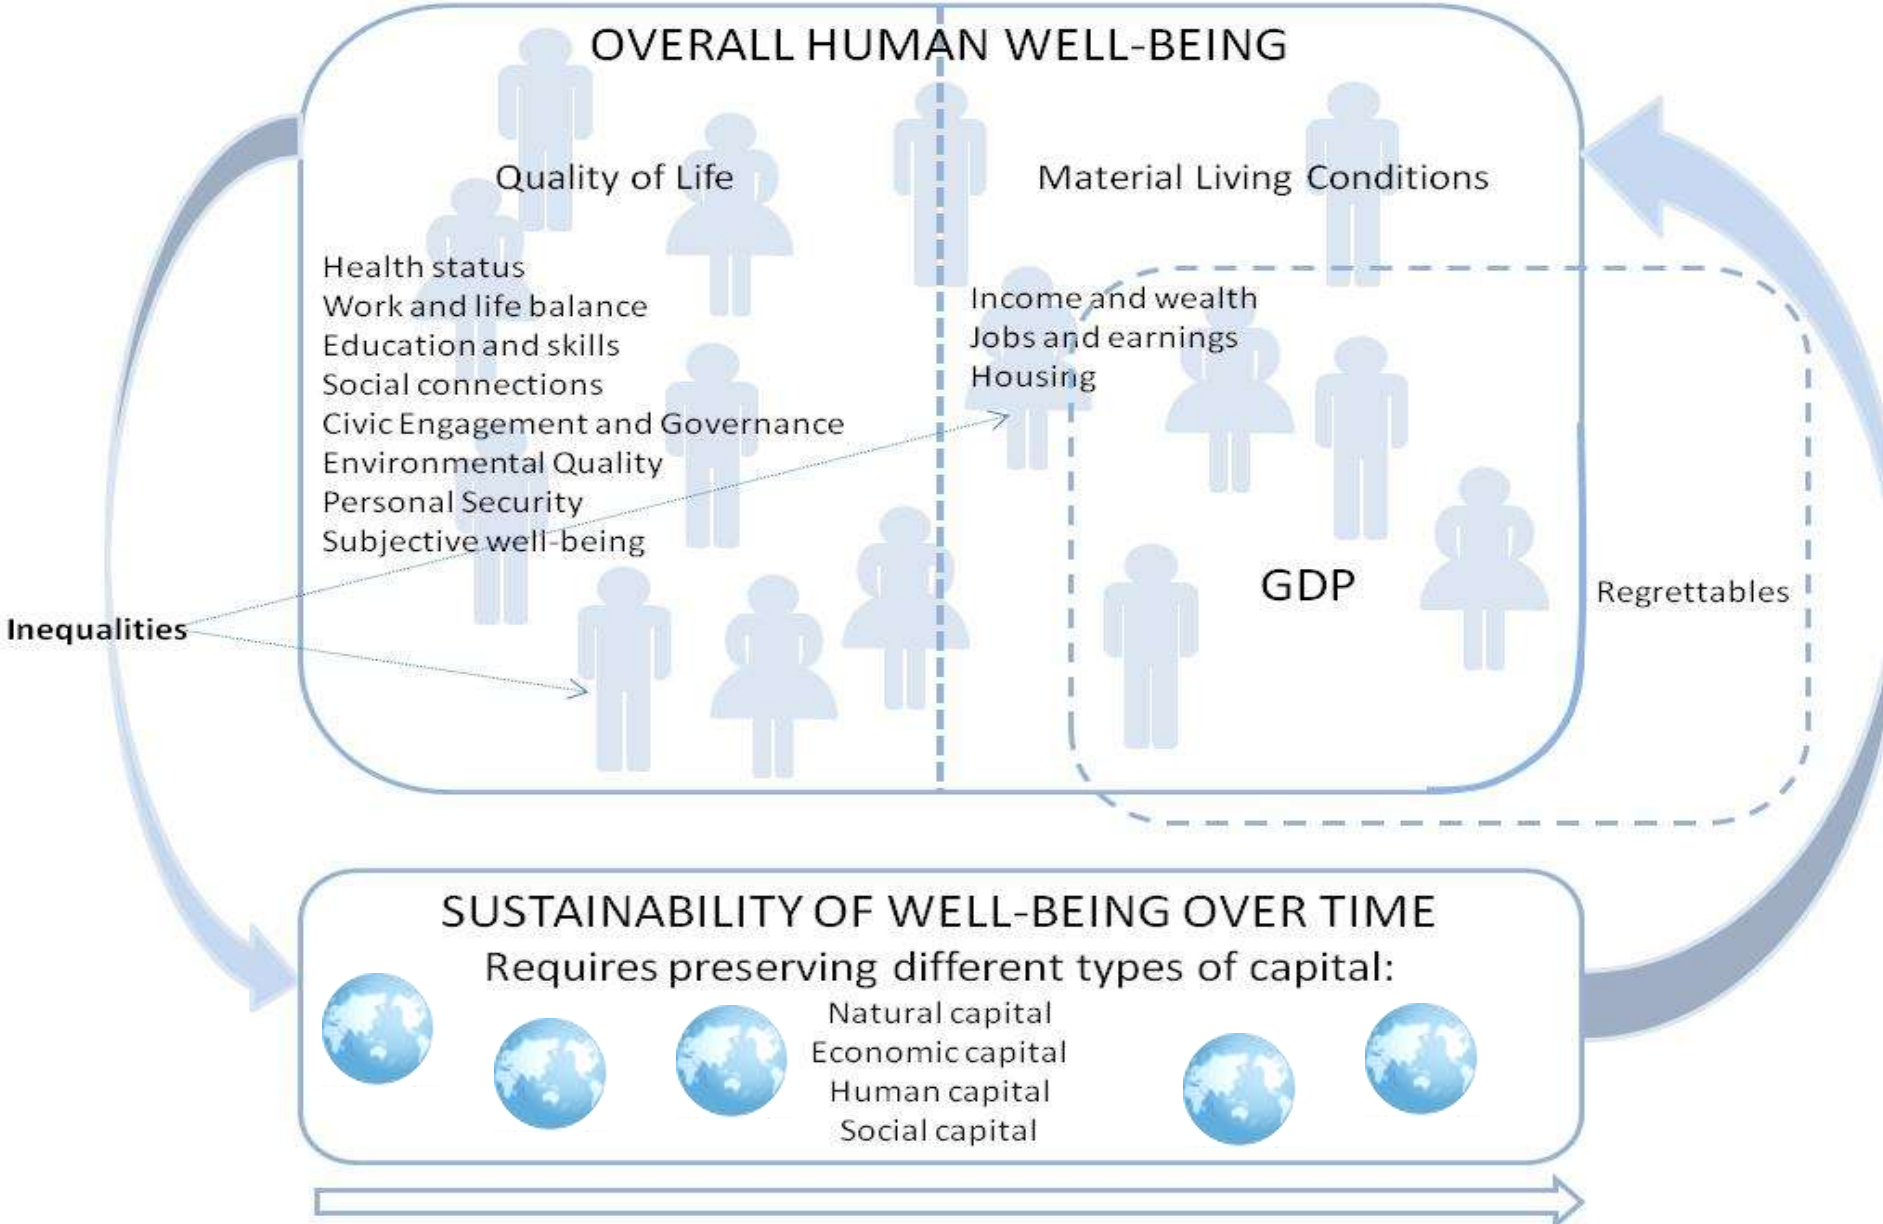 OVERALL HUMAN WELL-BEING
Quality of Life
Material Living Conditions
Health status
Work and life balance
Education and skills
Social connections
Civic Engagement and Governance
Environmental Quality
Personal Security
Subjective well-being
Income and wealth
Jobs and earnings
Housing
GDP
Regrettables
Inequalities
SUSTAINABILITY OF WELL-BEING OVER TIME
Requires preserving different types of capital:
Natural capital
Economic capital
Human capital
Social capital